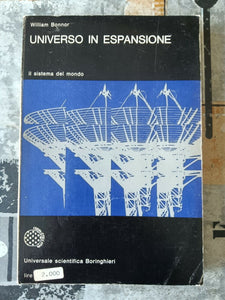 William Bonnor
UNIVERSO IN ESPANSIONE
il sistema del mondo
Universale scientifica Boringhieri
lire 2.000